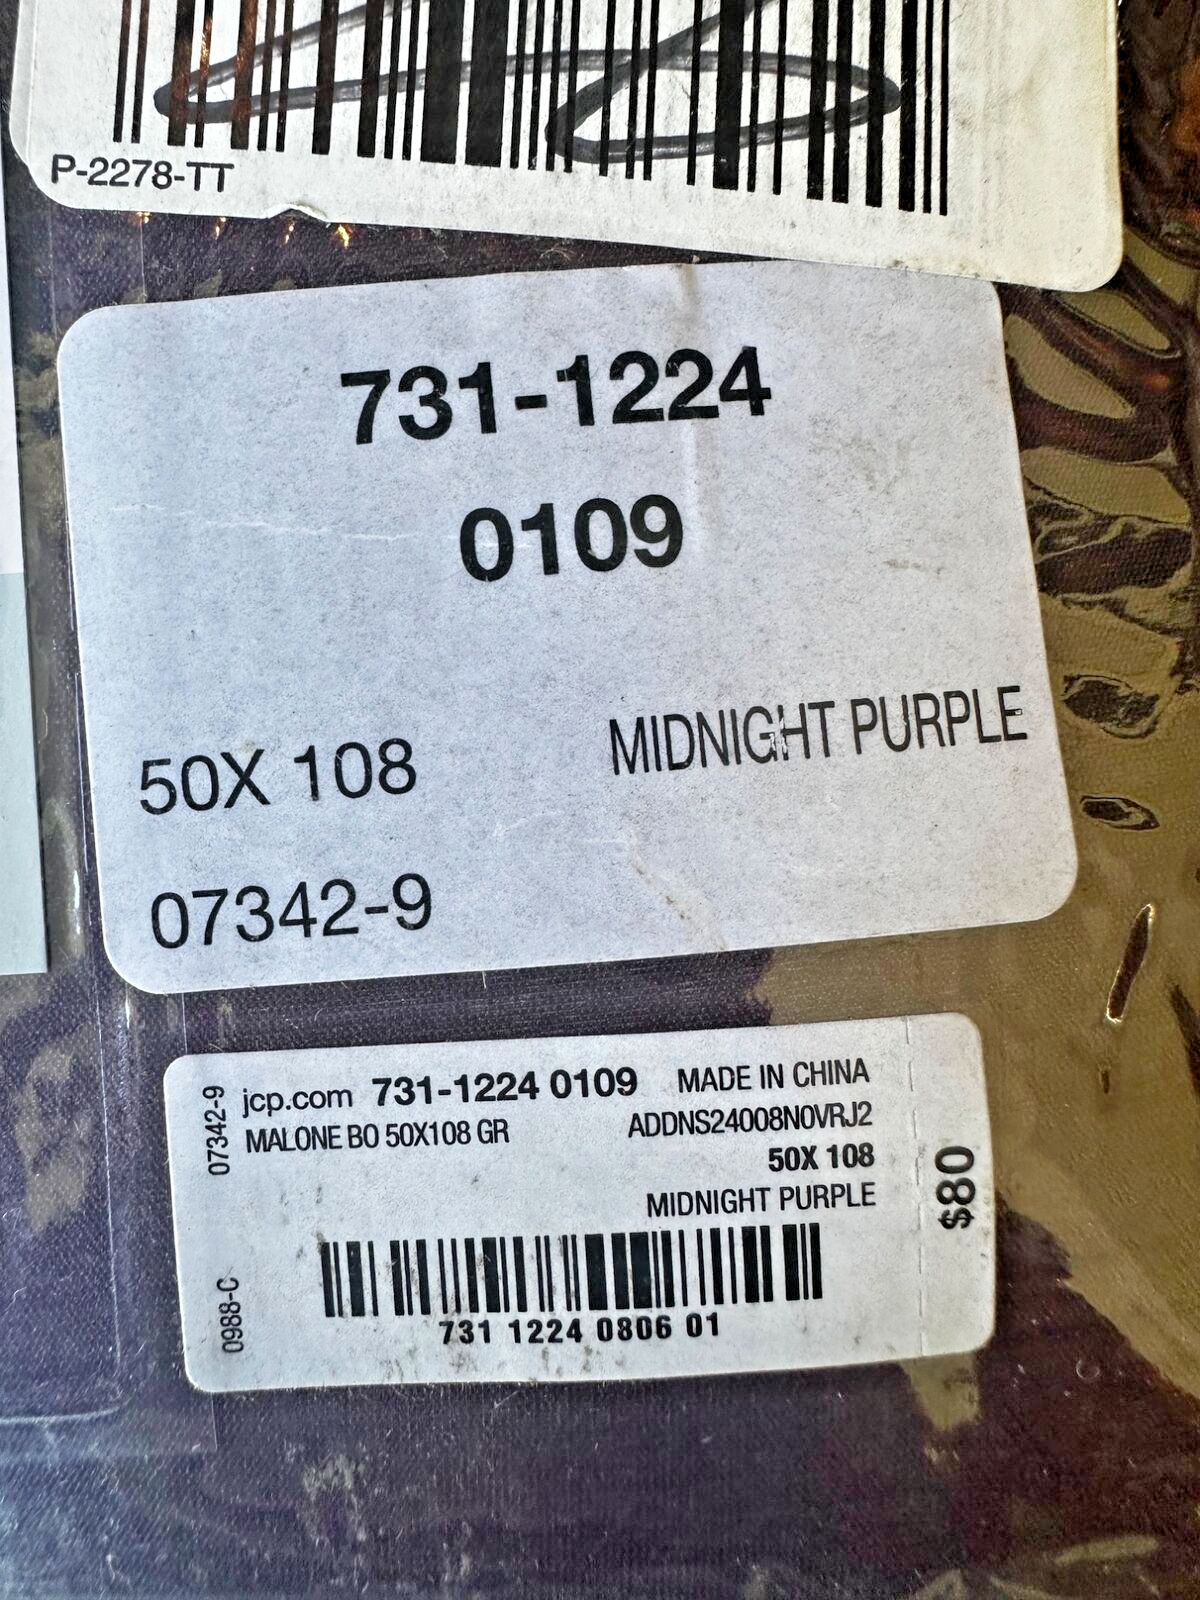 P-2278-TT
731-1224
0109
50X 108
MIDNIGHT PURPLE
07342-9
07342-9
jcp.com 731-1224 0109 MADE IN CHINA
MALONE BO 50X108 GR ADDNS24008N0VRJ2
50X 108
MIDNIGHT PURPLE
$80
0988-C
731 1224 0806 01